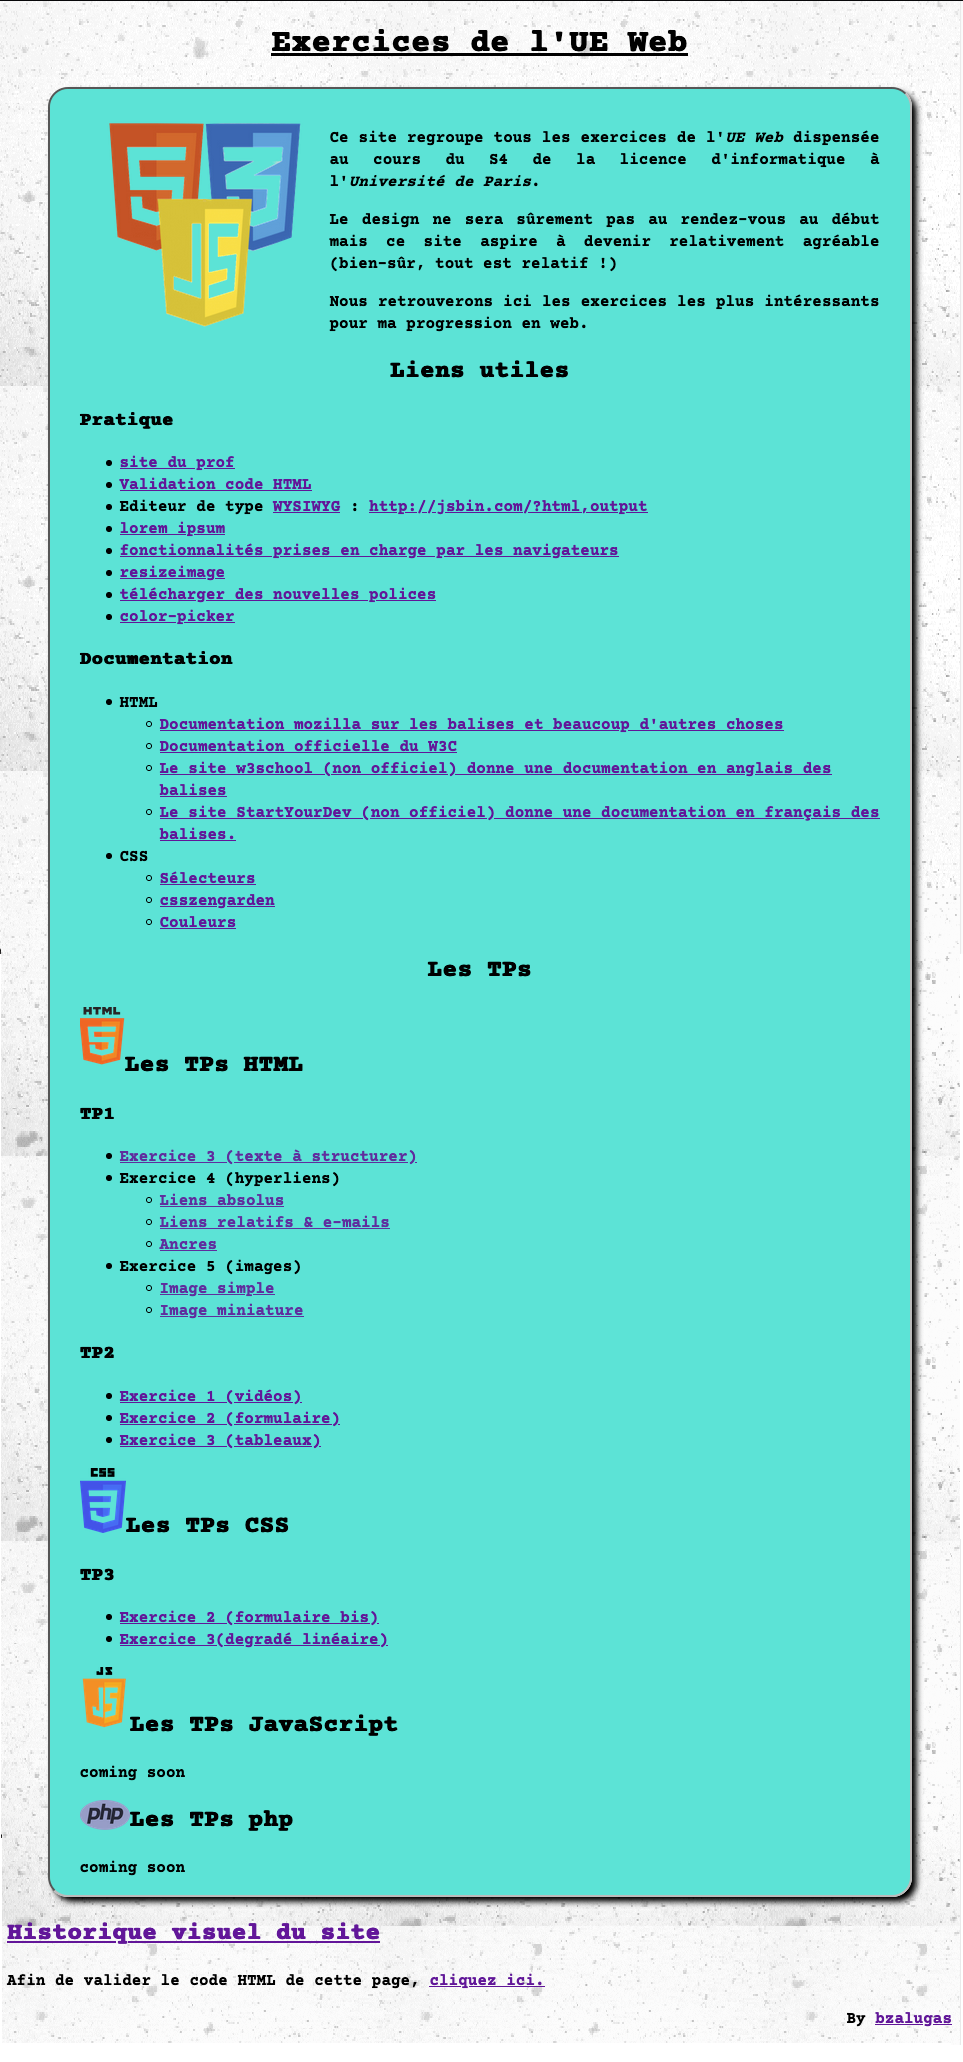 Exercices de l'UE Web
Ce site regroupe tous les exercices de l'UE Web dispensée
au cours du S4 de la licence d'informatique à
l'Université de Paris.
Le design ne sera sûrement pas au rendez-vous au début
mais ce site aspire à devenir relativement agréable
(bien-sûr, tout est relatif !)
Nous retrouverons ici les exercices les plus intéressants
pour ma progression en web.
JS
Liens utiles
Pratique
site du prof
Validation code HTML
Editeur de type WYSIWYG : http://jsbin.com/?html,output
lorem ipsum
fonctionnalités prises en charge par les navigateurs
resizeimage
télécharger des nouvelles polices
color-picker
Documentation
HTML
Documentation mozilla sur les balises et beaucoup d'autres choses
Documentation officielle du W3C
Le site w3school (non officiel) donne une documentation en anglais des
balises
Le site StartYourDev (non officiel) donne une documentation en français des
balises.
CSS
Sélecteurs
csszengarden
Couleurs
Les TPs
HTML
5
Les TPs HTML
TP1
Exercice 3 (texte à structurer)
Exercice 4 (hyperliens)
Liens absolus
Liens relatifs & e-mails
Ancres
Exercice 5 (images)
Image simple
Image miniature
TP2
Exercice 1 (vidéos)
Exercice 2 (formulaire)
Exercice 3 (tableaux)
CSS
3
Les TPs CSS
TP3
Exercice 2 (formulaire bis)
Exercice 3(degradé linéaire)
JS
JS
Les TPs JavaScript
coming soon
php Les TPs php
coming soon
Historique visuel du site
Afin de valider le code HTML de cette page, cliquez ici.
By bzalugas